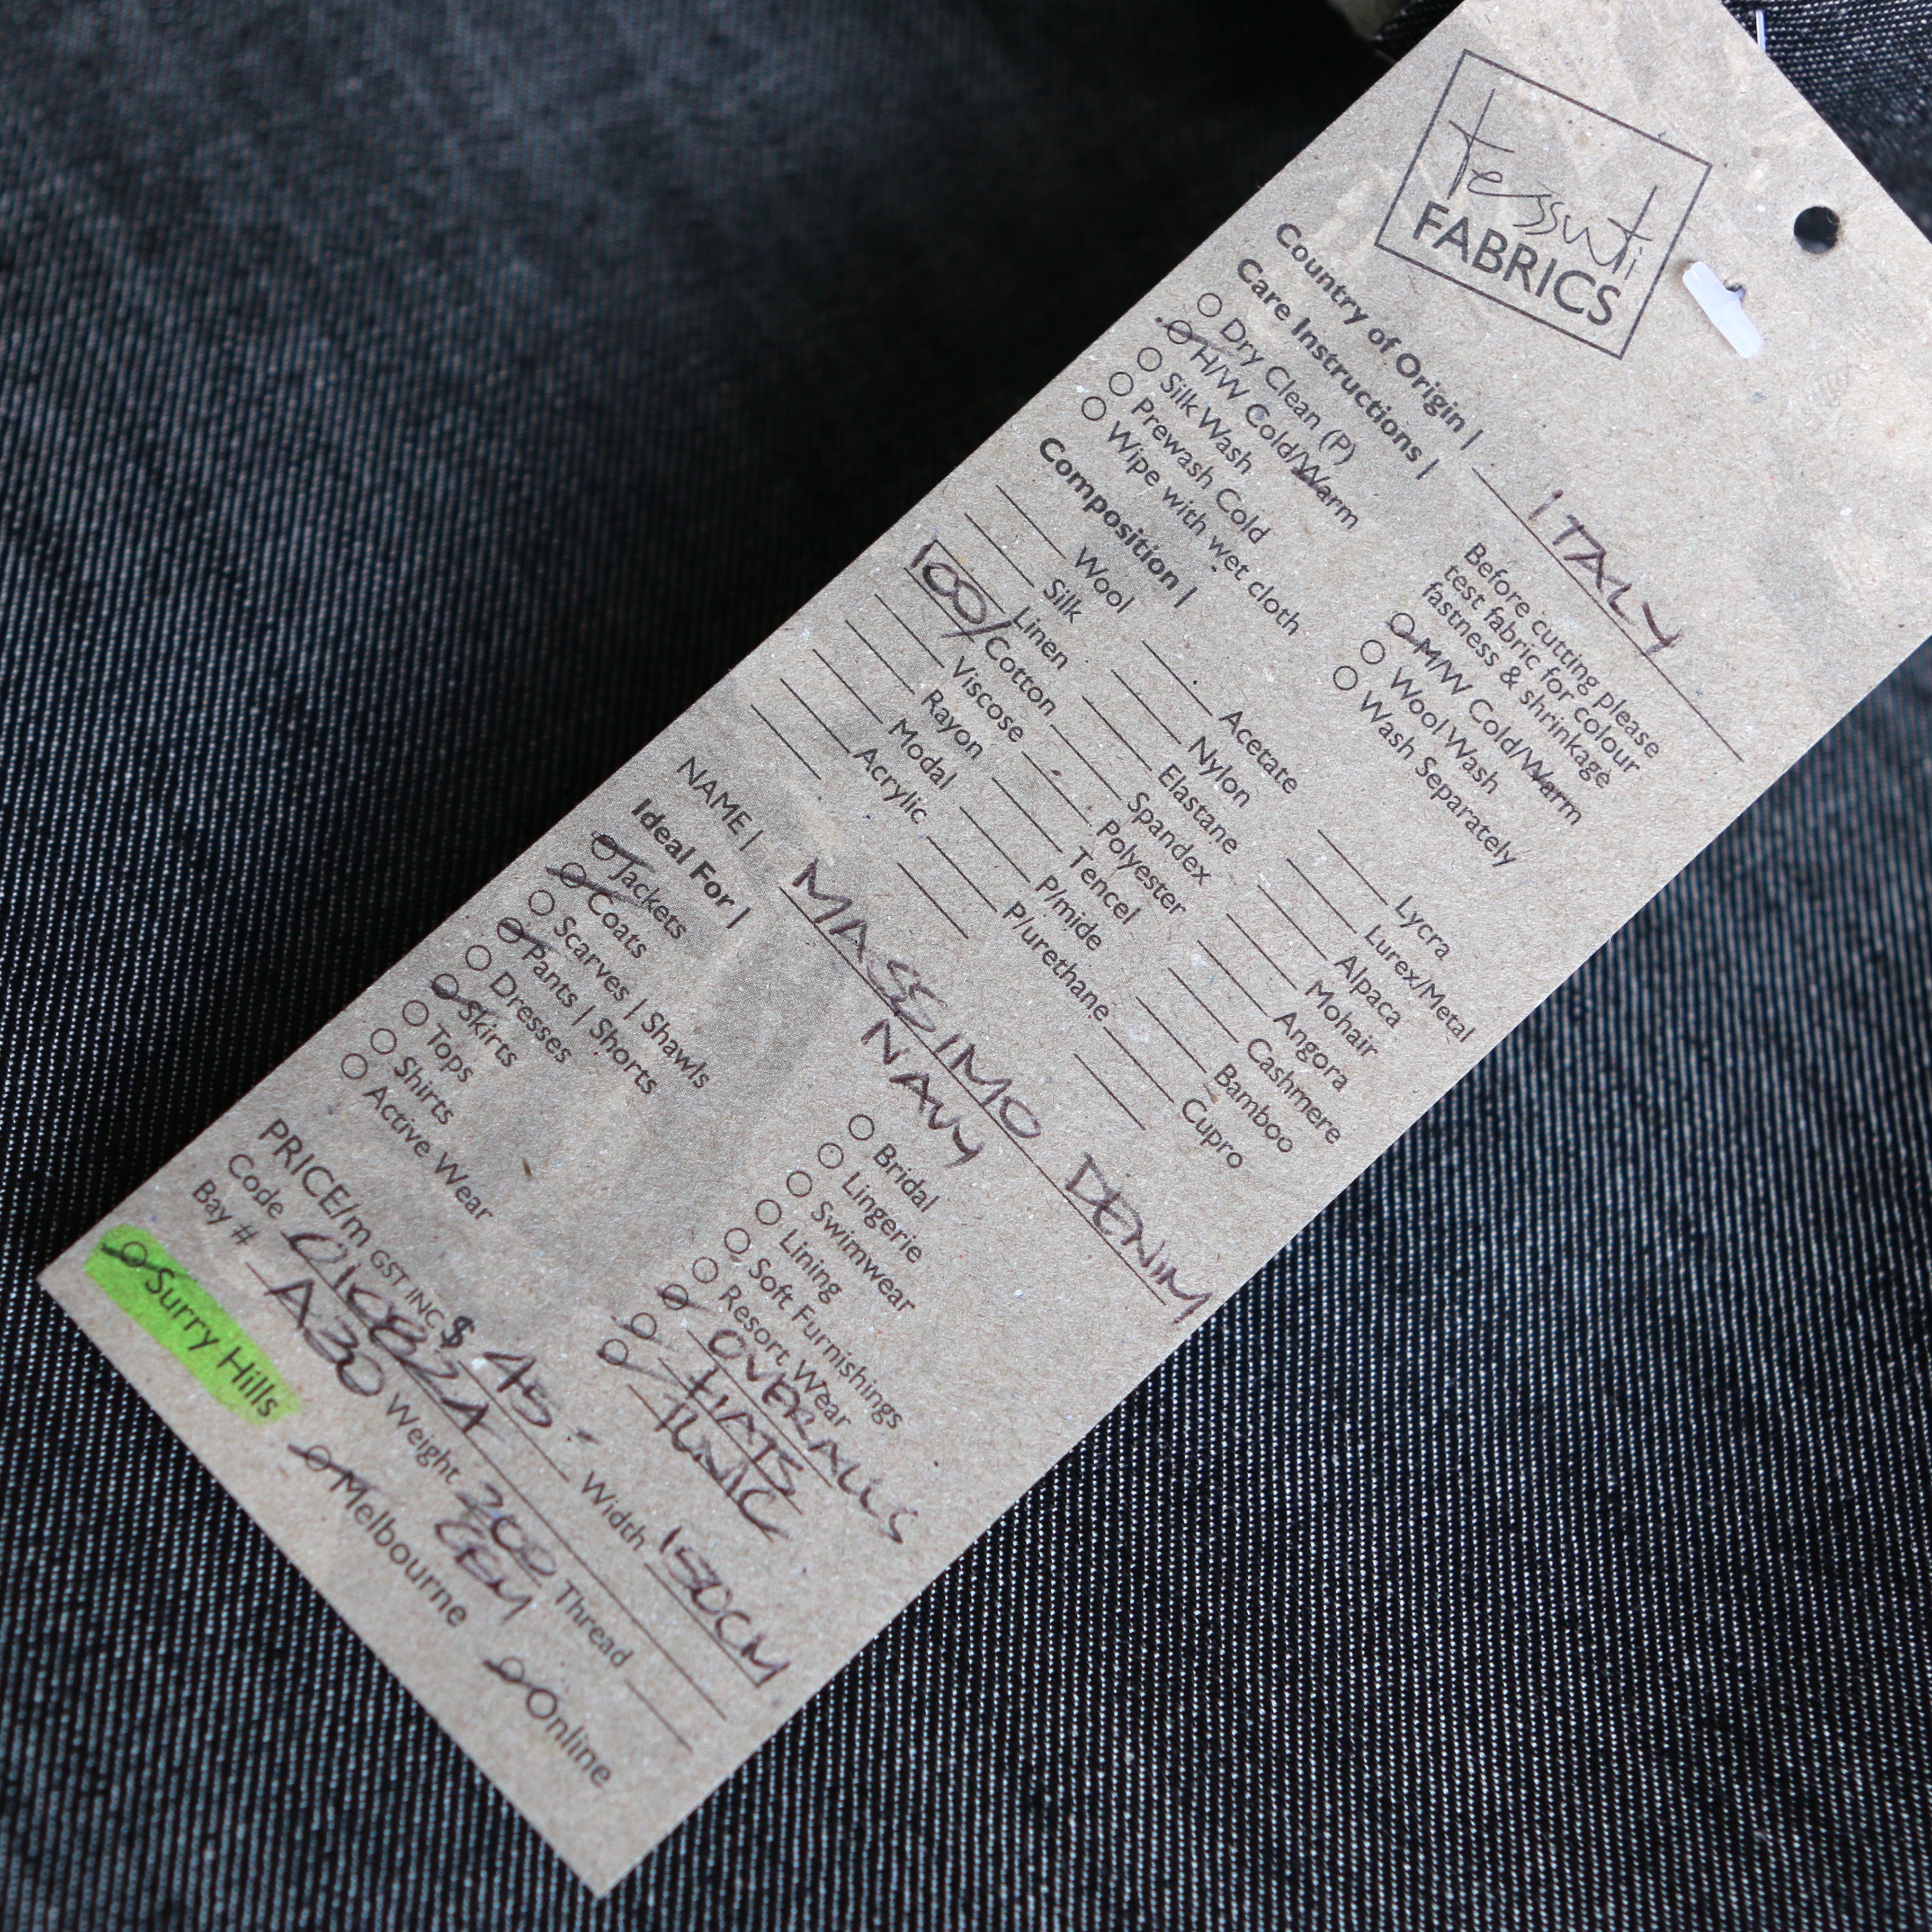 tessuti
FABRICS
Country of Origin | ITALY
Care Instructions |
Before cutting please
test fabric for colour
fastness & shrinkage
Dry Clean (P)
H/W Cold/Warm
Silk Wash
Prewash Cold
Wipe with wet cloth
M/W Cold/Warm
Wool Wash
Wash Separately
Composition |
Wool
Silk
Linen
100/ Cotton
Viscose
Rayon
Modal
Acrylic
Acetate
Nylon
Elastane
Spandex
Polyester
Tencel
P/mide
P/urethane
Lycra
Lurex/Metal
Alpaca
Mohair
Angora
Cashmere
Bamboo
Cupro
NAME | MASSIMO DENIM
NAVY
Ideal For |
Jackets
Coats
Scarves | Shawls
Pants | Shorts
Dresses
Skirts
Tops
Shirts
Active Wear
Bridal
Lingerie
Swimwear
Lining
Soft Furnishings
Resort Wear
OVERALLS
HATS
TUNIC
PRICE/m GST INC $ 45.- Width 150CM
Code
Bay # A30 Weight 200 Thread
Surry Hills Melbourne Online